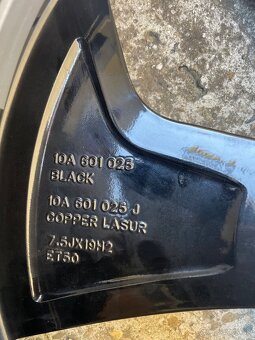 10A 601 025
BLACK
10A 601 025 J
COPPER LASUR
7.5JX19H2
ET50